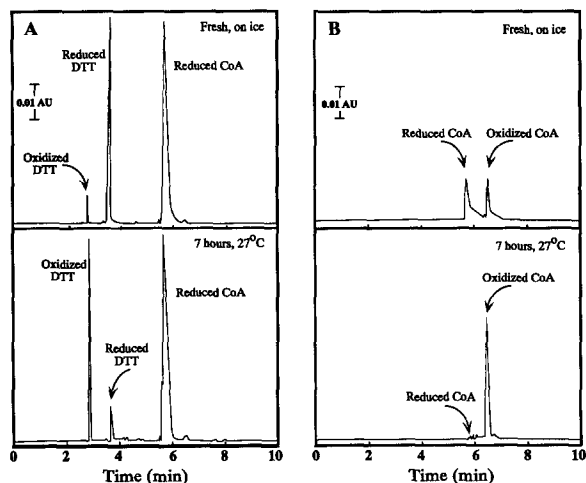 A
Fresh, on ice
Reduced
DTT
Reduced CoA
0.01 AU
Oxidized
DTT
7 hours, 27°C
Oxidized
DTT
Reduced CoA
Reduced
DTT
0 2 4 6 8 10
Time (min)
B
Fresh, on ice
0.01 AU
Reduced CoA Oxidized CoA
7 hours, 27°C
Oxidized CoA
Reduced CoA
0 2 4 6 8 10
Time (min)